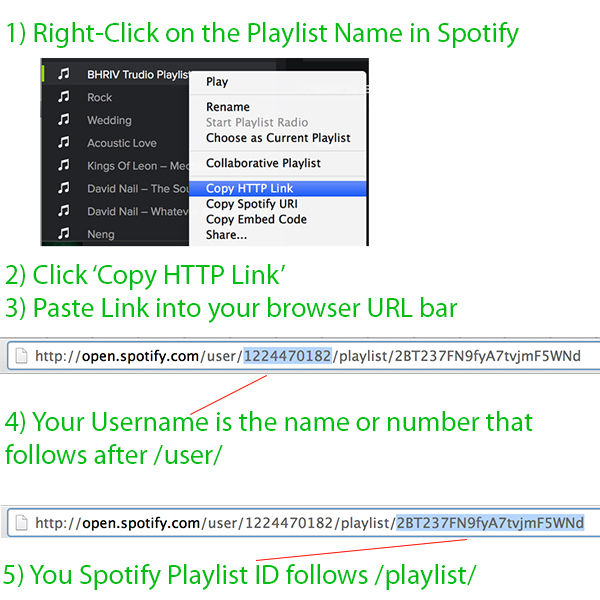 1) Right-Click on the Playlist Name in Spotify
BHRIV Trudio Playlist
Play
Rock
Rename
Wedding
Start Playlist Radio
Acoustic Love
Choose as Current Playlist
Kings Of Leon – Mec
Collaborative Playlist
David Nail – The Sou
Copy HTTP Link
David Nail – Whatev
Copy Spotify URI
Copy Embed Code
Neng
Share...
2) Click ‘Copy HTTP Link’
3) Paste Link into your browser URL bar
http://open.spotify.com/user/1224470182/playlist/2BT237FN9fyA7tvjmF5WNd
4) Your Username is the name or number that
follows after /user/
http://open.spotify.com/user/1224470182/playlist/2BT237FN9fyA7tvjmF5WNd
5) You Spotify Playlist ID follows /playlist/